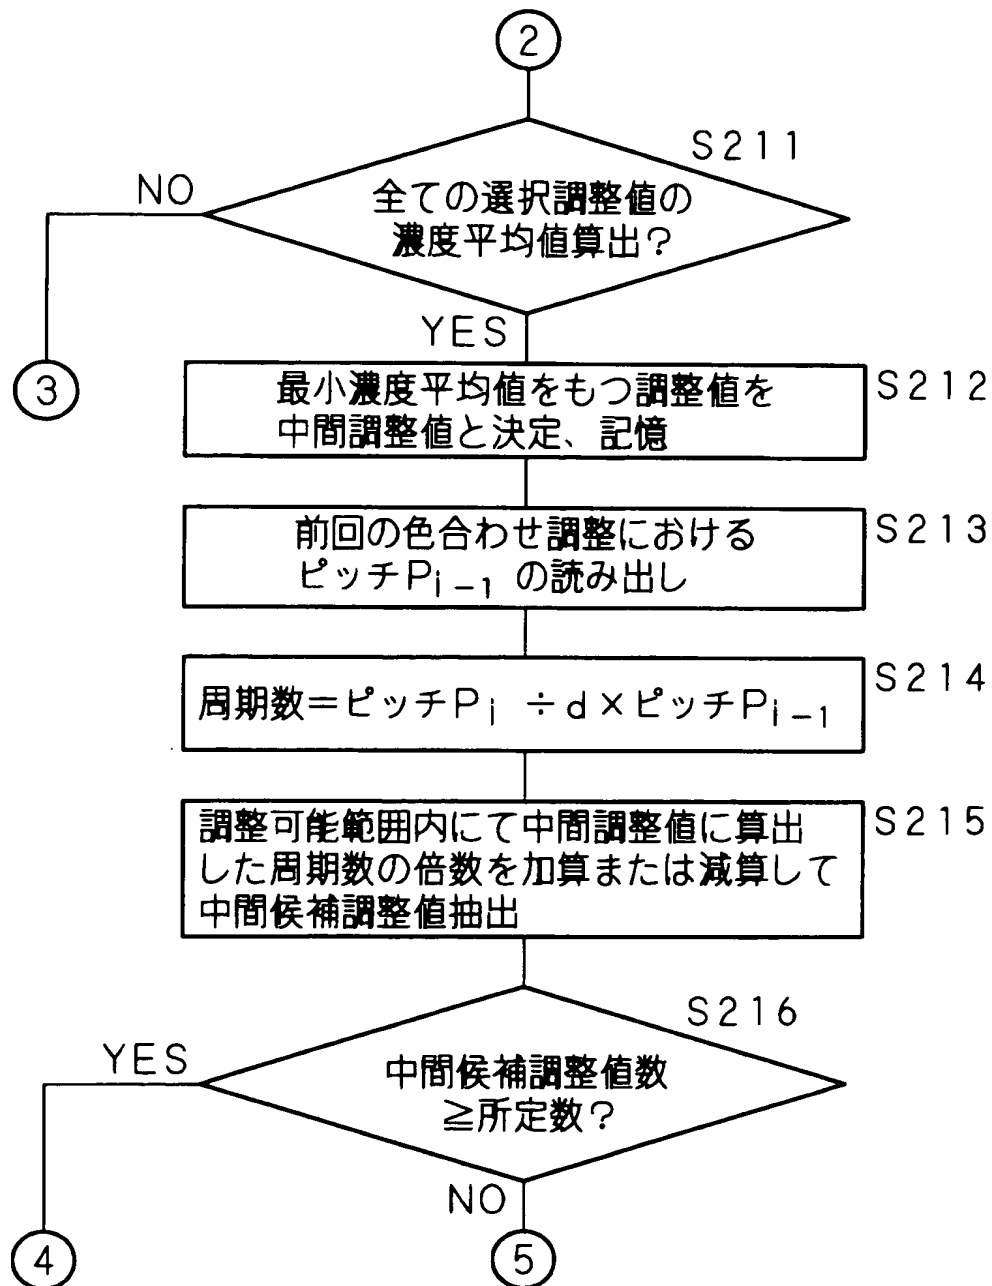 2
S211
NO
全ての選択調整値の
濃度平均値算出？
YES
3
最小濃度平均値をもつ調整値を
中間調整値と決定、記憶
S212
前回の色合わせ調整における
ピッチPi−1 の読み出し
S213
周期数＝ピッチPi ÷d×ピッチPi−1
S214
調整可能範囲内にて中間調整値に算出
した周期数の倍数を加算または減算して
中間候補調整値抽出
S215
S216
YES
中間候補調整値数
≧所定数？
NO
4
5